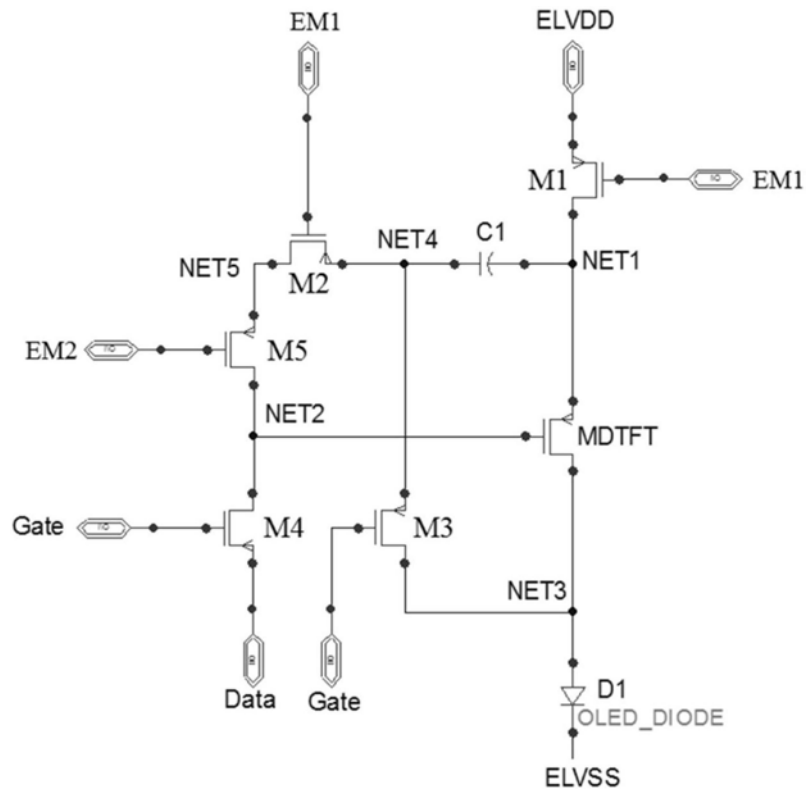 EM1
ELVDD
M1
EM1
NET4
C1
NET5
M2
NET1
EM2
M5
NET2
MDTFT
Gate
M4
M3
NET3
Data
Gate
D1
OLED_DIODE
ELVSS